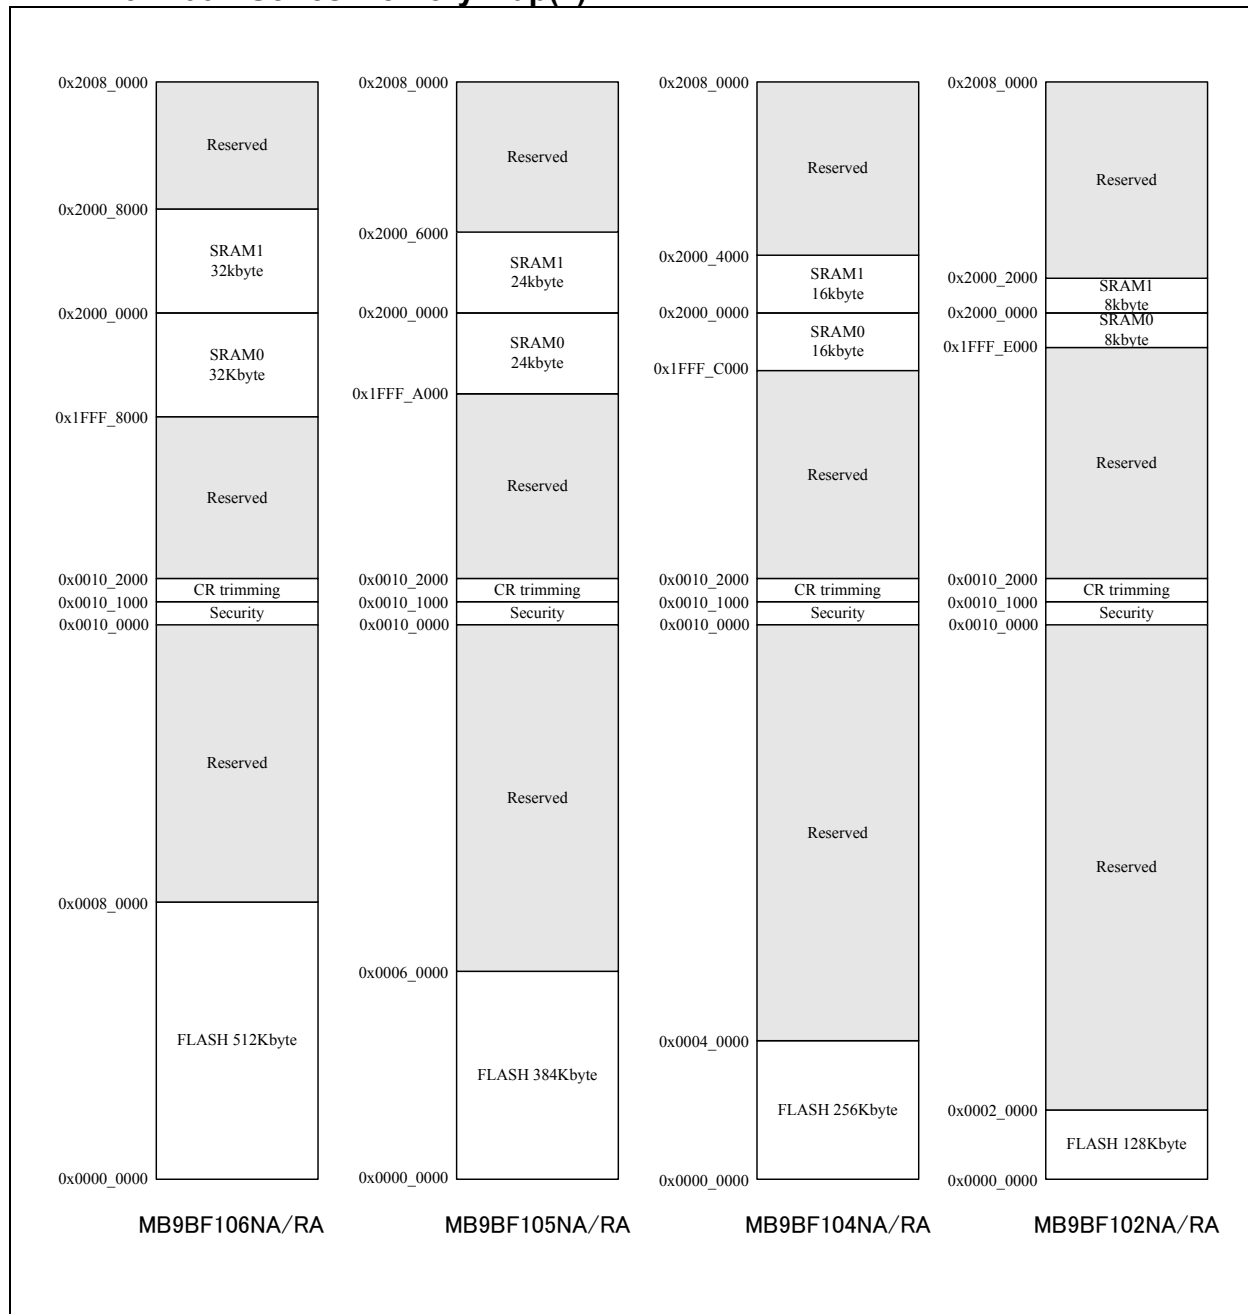 0x2008_0000
Reserved
0x2000_8000
SRAM1
32kbyte
0x2000_0000
SRAM0
32Kbyte
0x1FFF_8000
Reserved
0x0010_2000
CR trimming
0x0010_1000
Security
0x0010_0000
Reserved
0x0008_0000
FLASH 512Kbyte
0x0000_0000
MB9BF106NA/RA
0x2008_0000
Reserved
0x2000_6000
SRAM1
24kbyte
0x2000_0000
SRAM0
24kbyte
0x1FFF_A000
Reserved
0x0010_2000
CR trimming
0x0010_1000
Security
0x0010_0000
Reserved
0x0006_0000
FLASH 384Kbyte
0x0000_0000
MB9BF105NA/RA
0x2008_0000
Reserved
0x2000_4000
SRAM1
16kbyte
0x2000_0000
SRAM0
16kbyte
0x1FFF_C000
Reserved
0x0010_2000
CR trimming
0x0010_1000
Security
0x0010_0000
Reserved
0x0004_0000
FLASH 256Kbyte
0x0000_0000
MB9BF104NA/RA
0x2008_0000
Reserved
0x2000_2000
SRAM1
8kbyte
0x2000_0000
SRAM0
8kbyte
0x1FFF_E000
Reserved
0x0010_2000
CR trimming
0x0010_1000
Security
0x0010_0000
Reserved
0x0002_0000
FLASH 128Kbyte
0x0000_0000
MB9BF102NA/RA